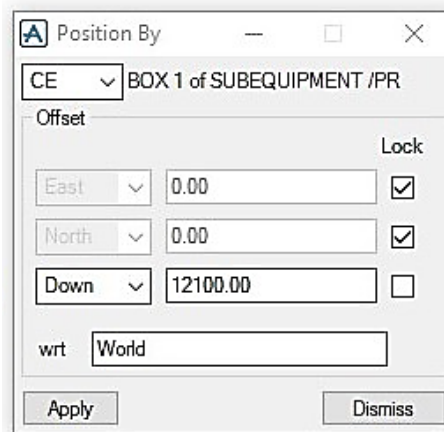 Position By
CE BOX 1 of SUBEQUIPMENT /PR
Offset
Lock
East 0.00
North 0.00
Down 12100.00
wrt World
Apply Dismiss